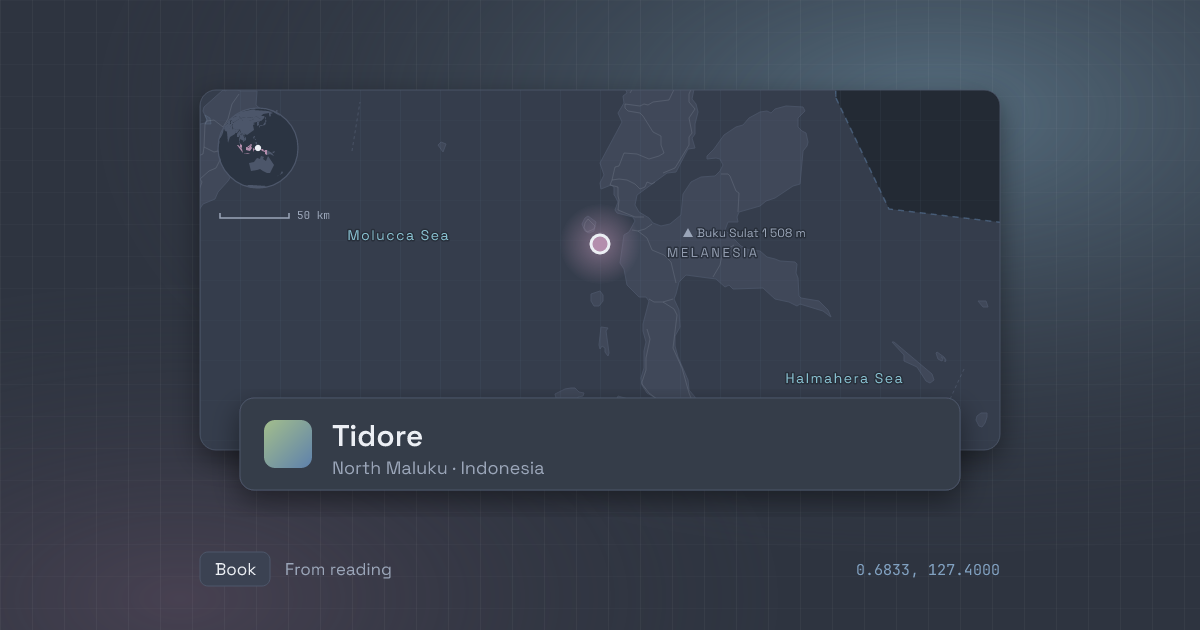 50 km
Molucca Sea
Buku Sulat 1 508 m
MELANESIA
Halmahera Sea
Tidore
North Maluku · Indonesia
Book
From reading
0.6833, 127.4000